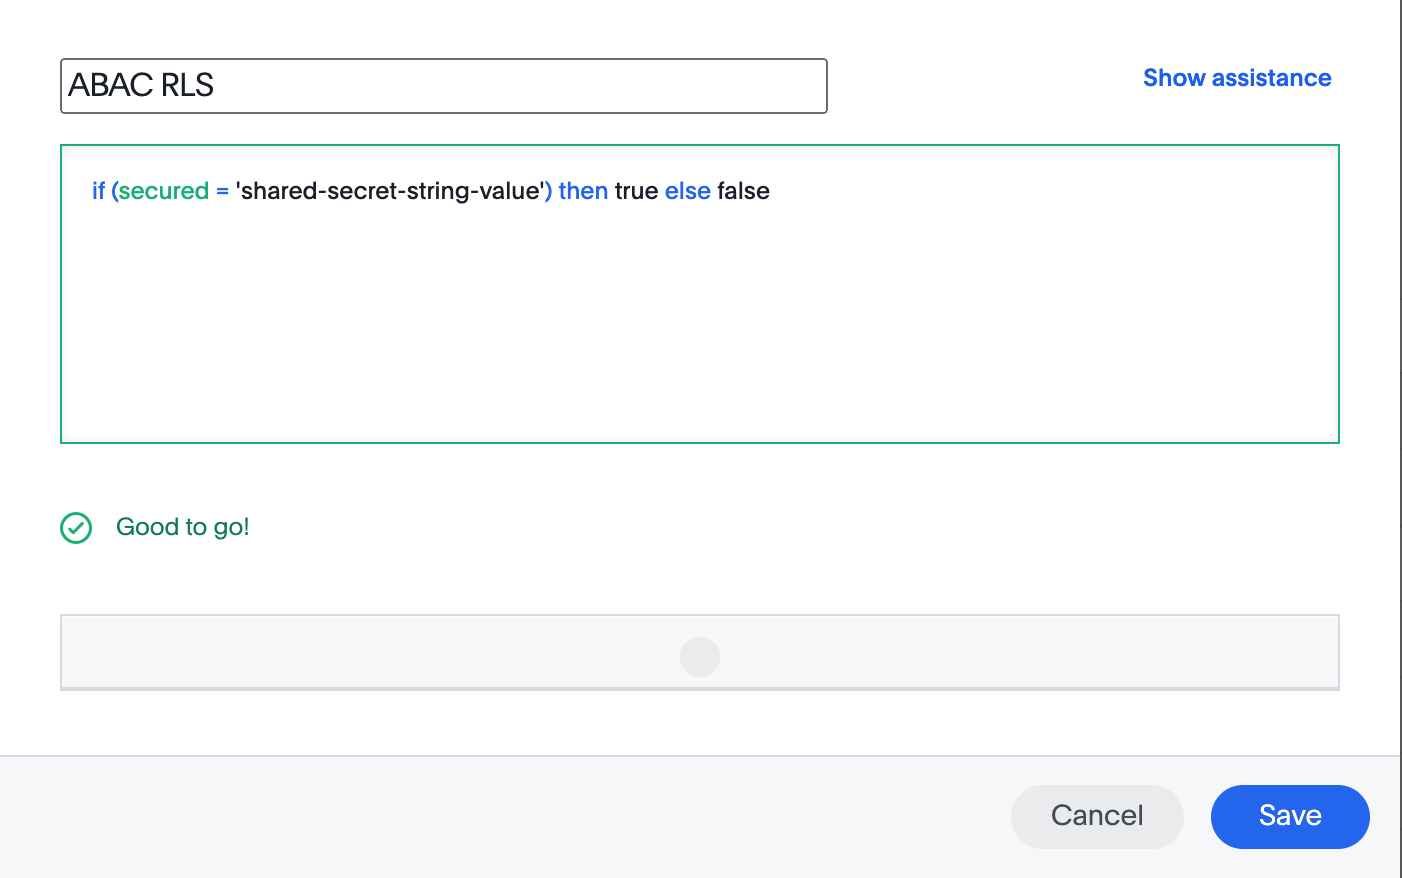 ABAC RLS
Show assistance
if (secured = 'shared-secret-string-value') then true else false
Good to go!
Cancel
Save